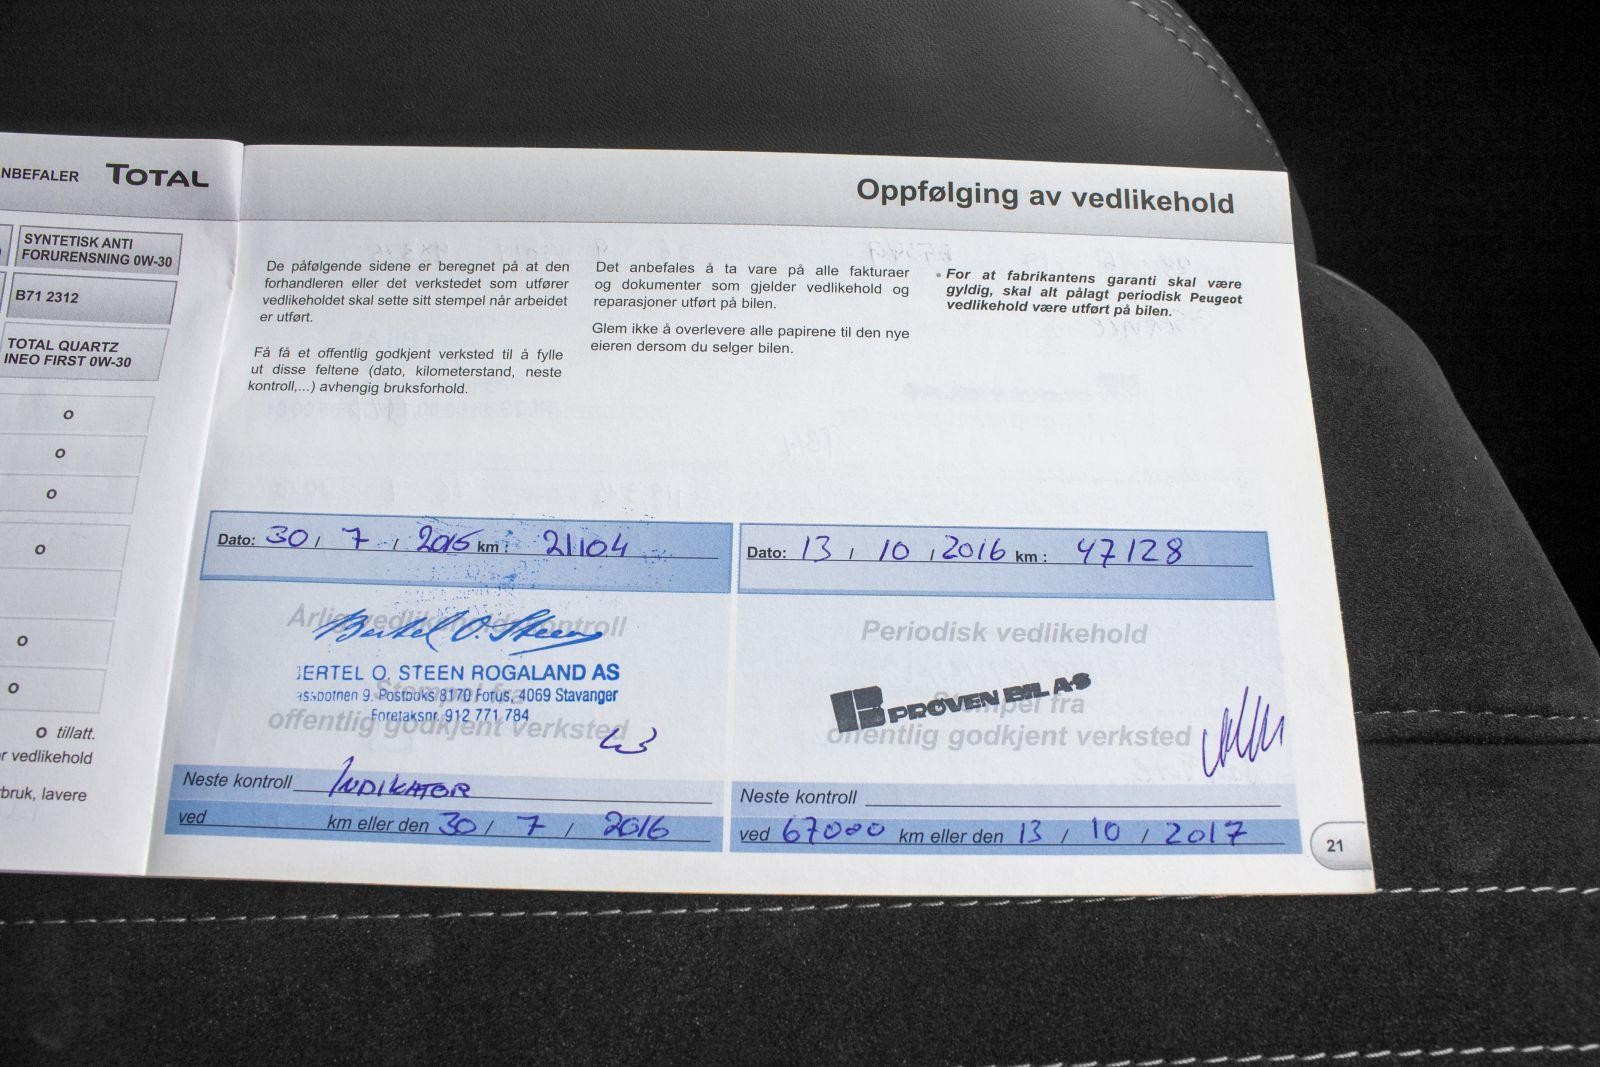 NBEFALER TOTAL
SYNTETISK ANTI
FORURENSNING 0W-30
B71 2312
TOTAL QUARTZ
INEO FIRST 0W-30
o
o
o
o
o
o
o tillatt.
r vedlikehold
bruk, lavere
Oppfølging av vedlikehold
De påfølgende sidene er beregnet på at den
forhandleren eller det verkstedet som utfører
vedlikeholdet skal sette sitt stempel når arbeidet
er utført.
Få få et offentlig godkjent verksted til å fylle
ut disse feltene (dato, kilometerstand, neste
kontroll,...) avhengig bruksforhold.
Det anbefales å ta vare på alle fakturaer
og dokumenter som gjelder vedlikehold og
reparasjoner utført på bilen.
Glem ikke å overlevere alle papirene til den nye
eieren dersom du selger bilen.
• For at fabrikantens garanti skal være
gyldig, skal alt pålagt periodisk Peugeot
vedlikehold være utført på bilen.
Dato: 30 / 7 / 2015 km : 21104
Årlig vedlikeholdskontroll
Bertel O. Steen
BERTEL O. STEEN ROGALAND AS
Postboks 8170 Forus, 4069 Stavanger
Foretaksnr. 912 771 784
Stempel fra
offentlig godkjent verksted
Neste kontroll INDIKATOR
ved km eller den 30 / 7 / 2016
Dato: 13 / 10 / 2016 km : 47128
Periodisk vedlikehold
PRØVEN BIL AS
Stempel fra
offentlig godkjent verksted
Neste kontroll
ved 67000 km eller den 13 / 10 / 2017
21